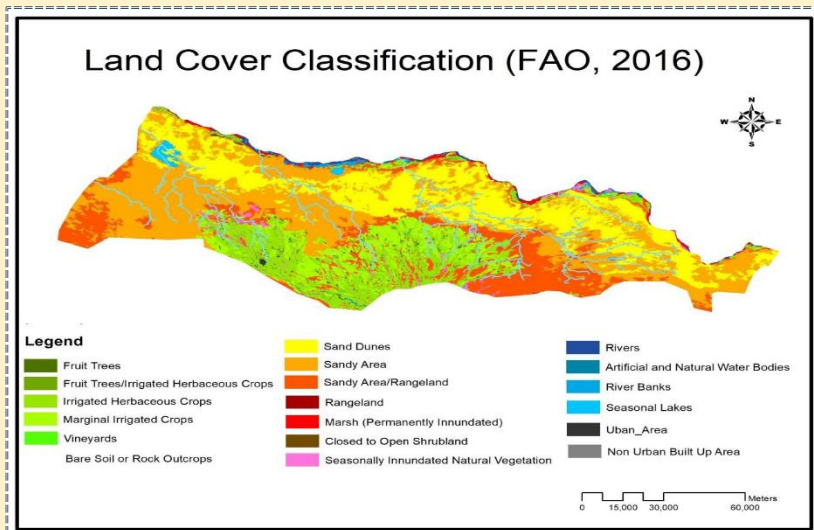 Land Cover Classification (FAO, 2016)
N
W E
S
Legend
Fruit Trees
Fruit Trees/Irrigated Herbaceous Crops
Irrigated Herbaceous Crops
Marginal Irrigated Crops
Vineyards
Bare Soil or Rock Outcrops
Sand Dunes
Sandy Area
Sandy Area/Rangeland
Rangeland
Marsh (Permanently Innundated)
Closed to Open Shrubland
Seasonally Innundated Natural Vegetation
Rivers
Artificial and Natural Water Bodies
River Banks
Seasonal Lakes
Uban_Area
Non Urban Built Up Area
Meters
0 15,000 30,000 60,000